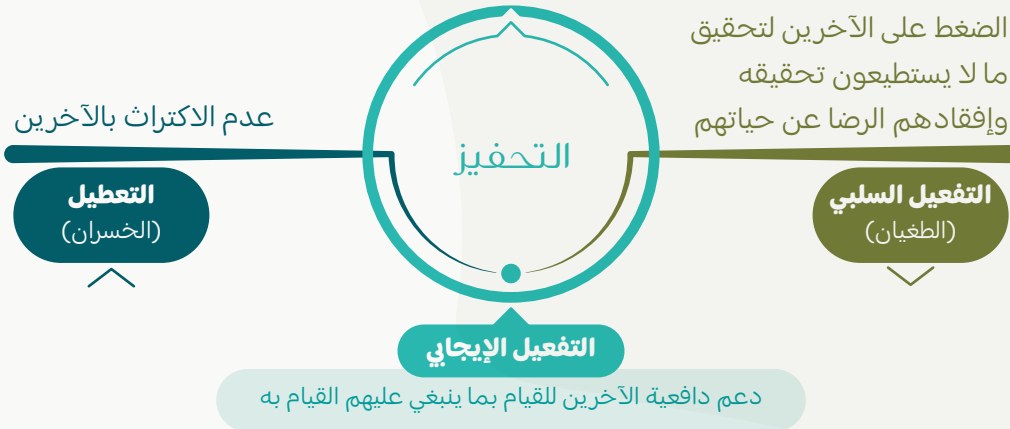 الضغط على الآخرين لتحقيق
ما لا يستطيعون تحقيقه
وإفقادهم الرضا عن حياتهم
التفعيل السلبي
(الطغيان)
التحفيز
عدم الاكتراث بالآخرين
التعطيل
(الخسران)
التفعيل الإيجابي
دعم دافعية الآخرين للقيام بما ينبغي عليهم القيام به